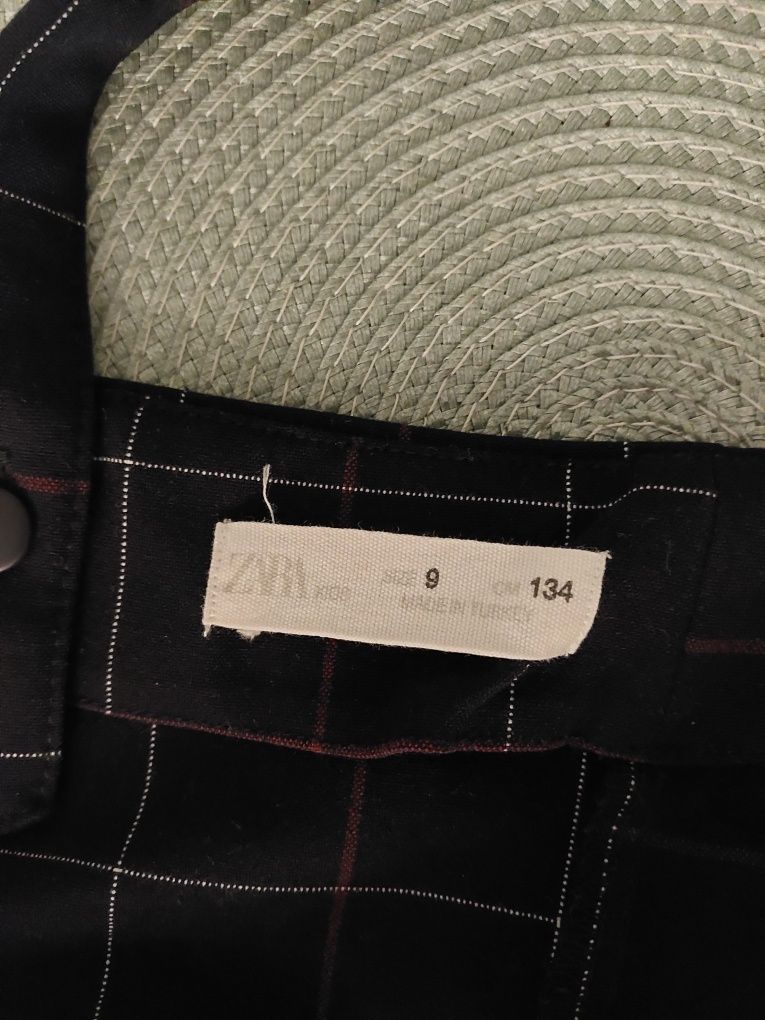 ZARA KIDS SIZE 9 CM 134
MADE IN TURKEY